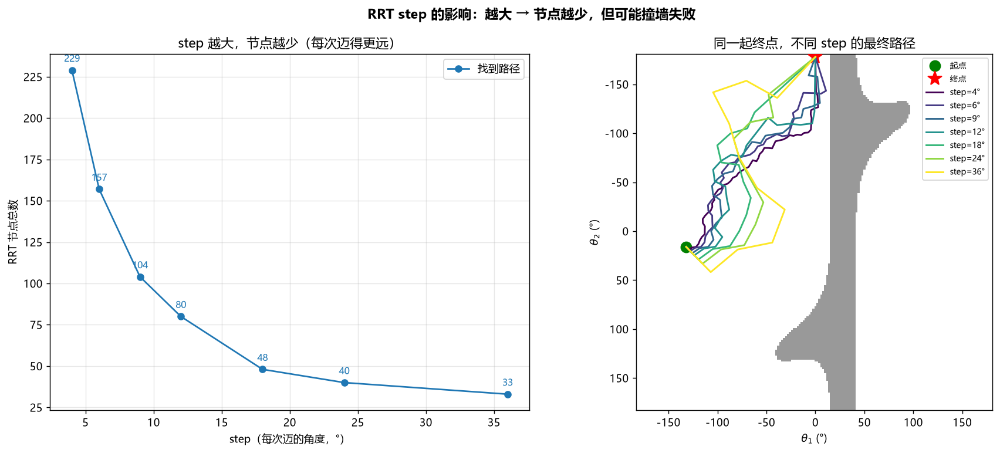 RRT step 的影响：越大 → 节点越少，但可能撞墙失败
step 越大，节点越少（每次迈得更远）
229
157
104
80
48
40
33
找到路径
225
200
175
150
125
100
75
50
25
RRT 节点总数
5
10
15
20
25
30
35
step（每次迈的角度，°）
同一起终点，不同 step 的最终路径
起点
终点
step=4°
step=6°
step=9°
step=12°
step=18°
step=24°
step=36°
-150
-100
-50
0
50
100
150
θ₂ (°)
-150
-100
-50
0
50
100
150
θ₁ (°)